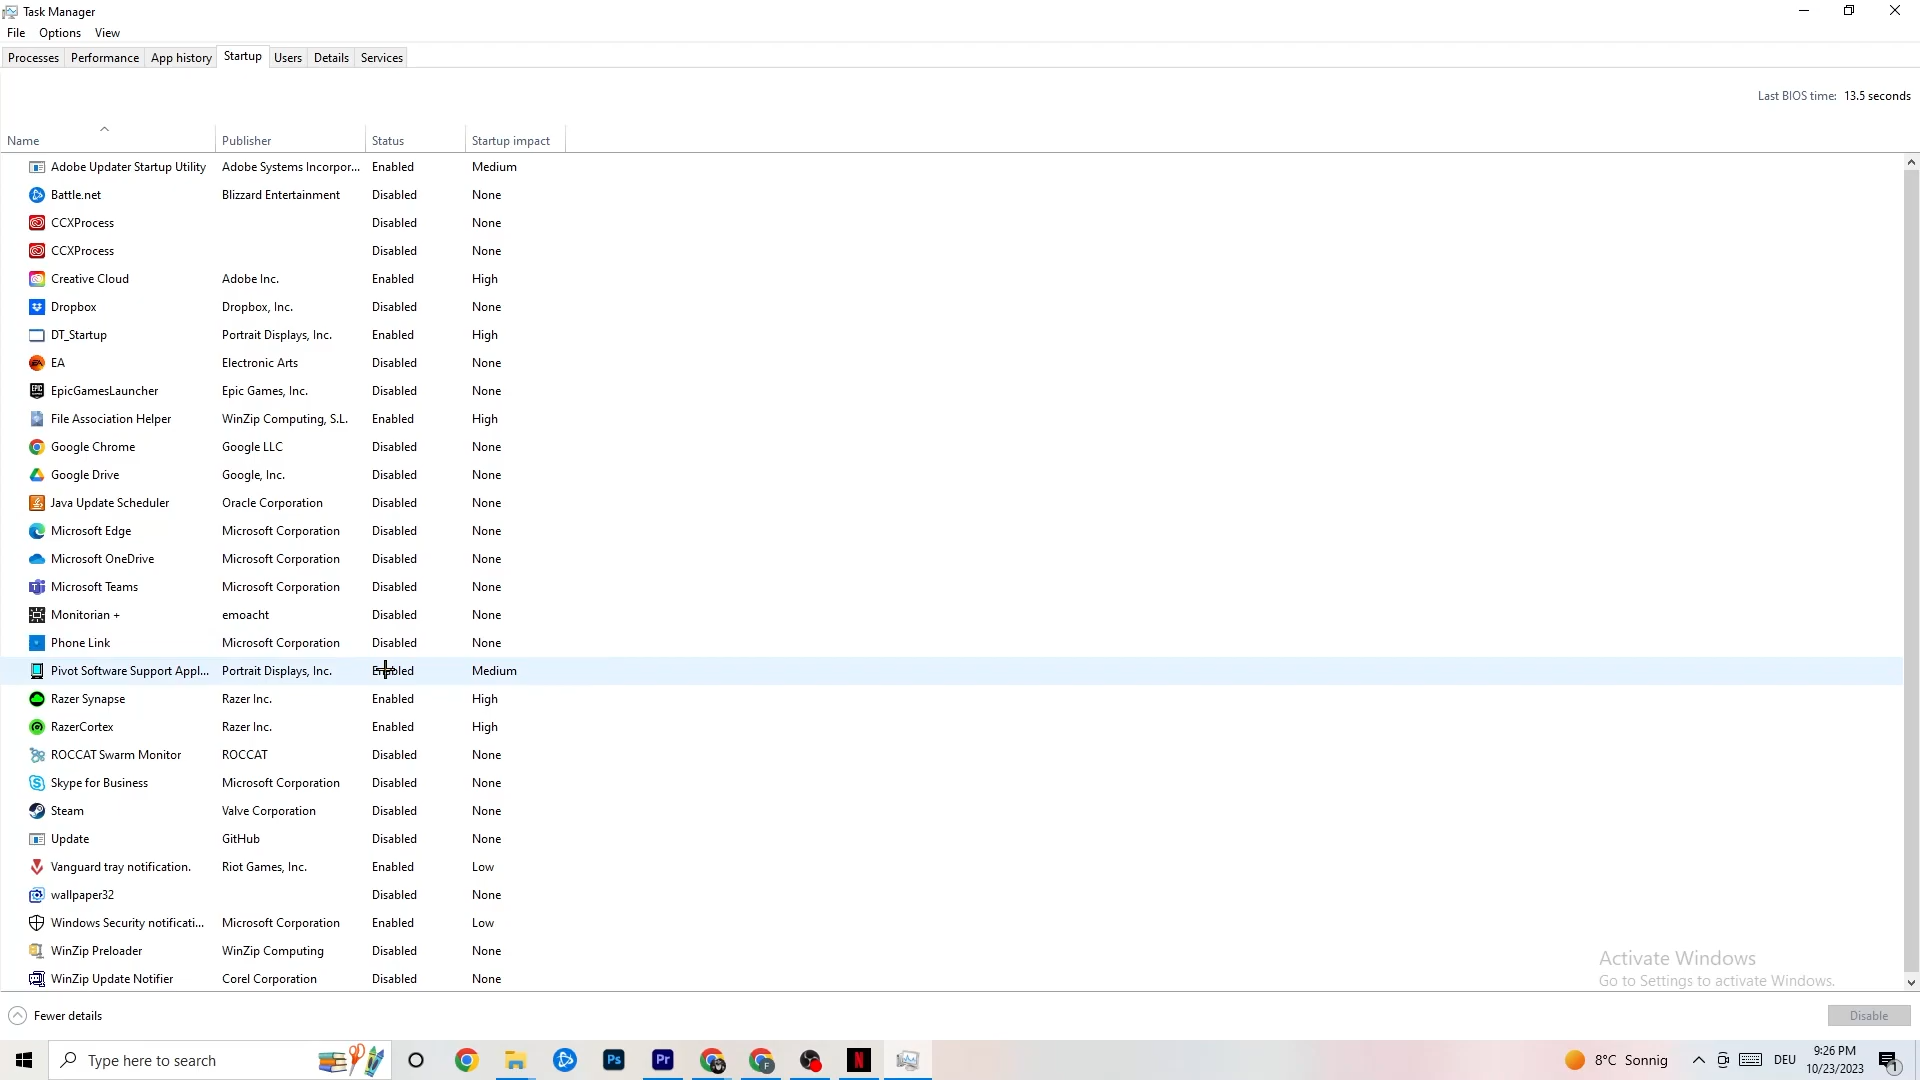 Task Manager
File Options View
Processes Performance App history Startup Users Details Services
Last BIOS time: 13.5 seconds
Name Publisher Status Startup impact
Adobe Updater Startup Utility Adobe Systems Incorpor... Enabled Medium
Battle.net Blizzard Entertainment Disabled None
CCXProcess Disabled None
CCXProcess Disabled None
Creative Cloud Adobe Inc. Enabled High
Dropbox Dropbox, Inc. Disabled None
DT_Startup Portrait Displays, Inc. Enabled High
EA Electronic Arts Disabled None
EpicGamesLauncher Epic Games, Inc. Disabled None
File Association Helper WinZip Computing, S.L. Enabled High
Google Chrome Google LLC Disabled None
Google Drive Google, Inc. Disabled None
Java Update Scheduler Oracle Corporation Disabled None
Microsoft Edge Microsoft Corporation Disabled None
Microsoft OneDrive Microsoft Corporation Disabled None
Microsoft Teams Microsoft Corporation Disabled None
Monitorian + emoacht Disabled None
Phone Link Microsoft Corporation Disabled None
Pivot Software Support Appl... Portrait Displays, Inc. Enabled Medium
Razer Synapse Razer Inc. Enabled High
RazerCortex Razer Inc. Enabled High
ROCCAT Swarm Monitor ROCCAT Disabled None
Skype for Business Microsoft Corporation Disabled None
Steam Valve Corporation Disabled None
Update GitHub Disabled None
Vanguard tray notification. Riot Games, Inc. Enabled Low
wallpaper32 Disabled None
Windows Security notificati... Microsoft Corporation Enabled Low
WinZip Preloader WinZip Computing Disabled None
WinZip Update Notifier Corel Corporation Disabled None
Activate Windows
Go to Settings to activate Windows.
Fewer details Disable
Type here to search Ps Pr F N 8°C Sonnig DEU 9:26 PM
10/23/2023 1